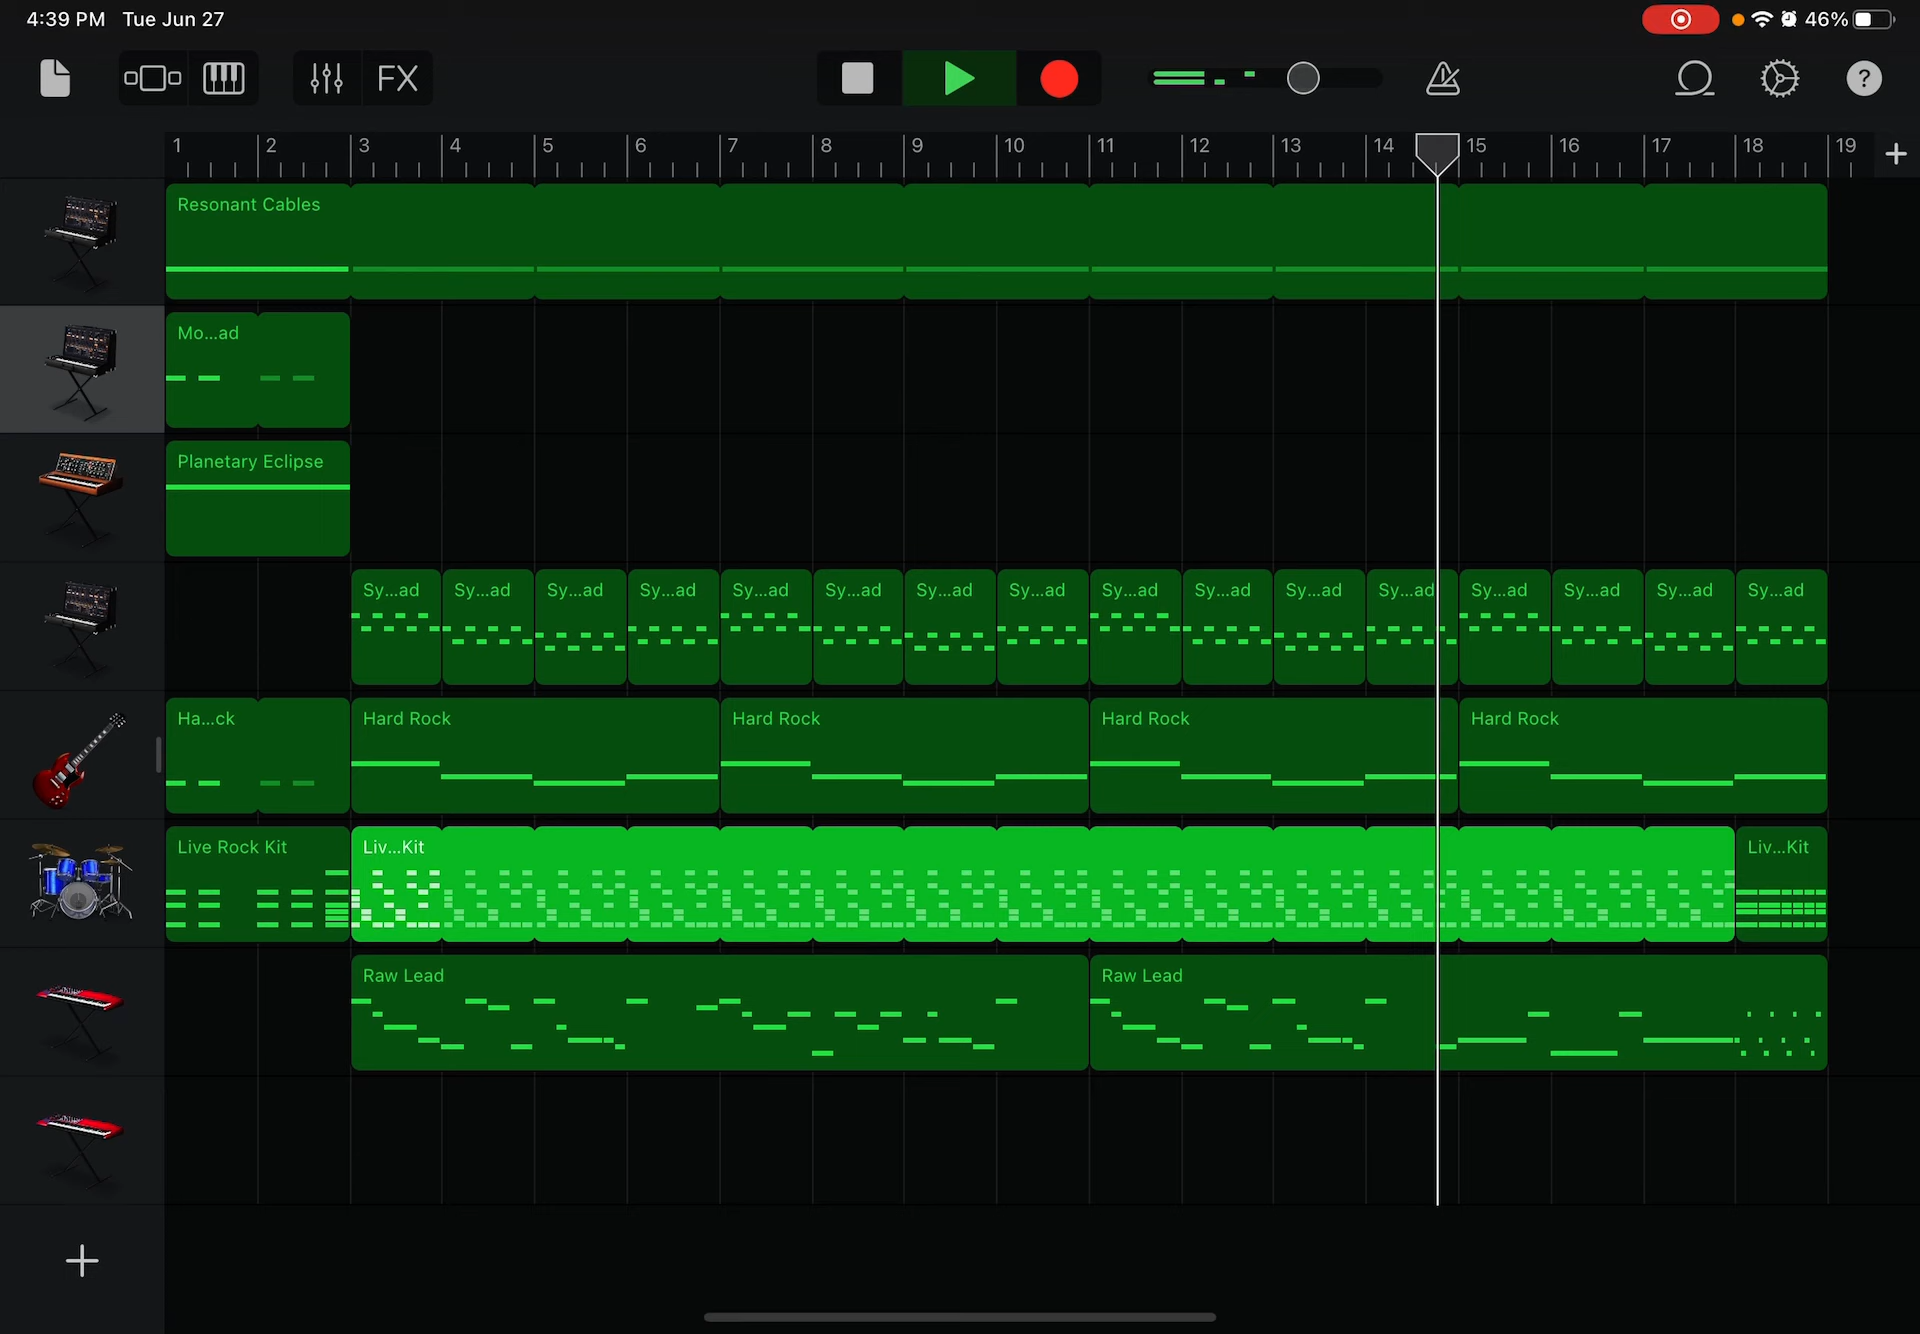 4:39 PM Tue Jun 27 46%
FX ?
1 2 3 4 5 6 7 8 9 10 11 12 13 14 15 16 17 18 19 +
Resonant Cables
Mo...ad
Planetary Eclipse
Sy...ad Sy...ad Sy...ad Sy...ad Sy...ad Sy...ad Sy...ad Sy...ad Sy...ad Sy...ad Sy...ad Sy...ad Sy...ad Sy...ad Sy...ad Sy...ad
Ha...ck Hard Rock Hard Rock Hard Rock Hard Rock
Live Rock Kit Liv...Kit Liv...Kit
Raw Lead Raw Lead
+